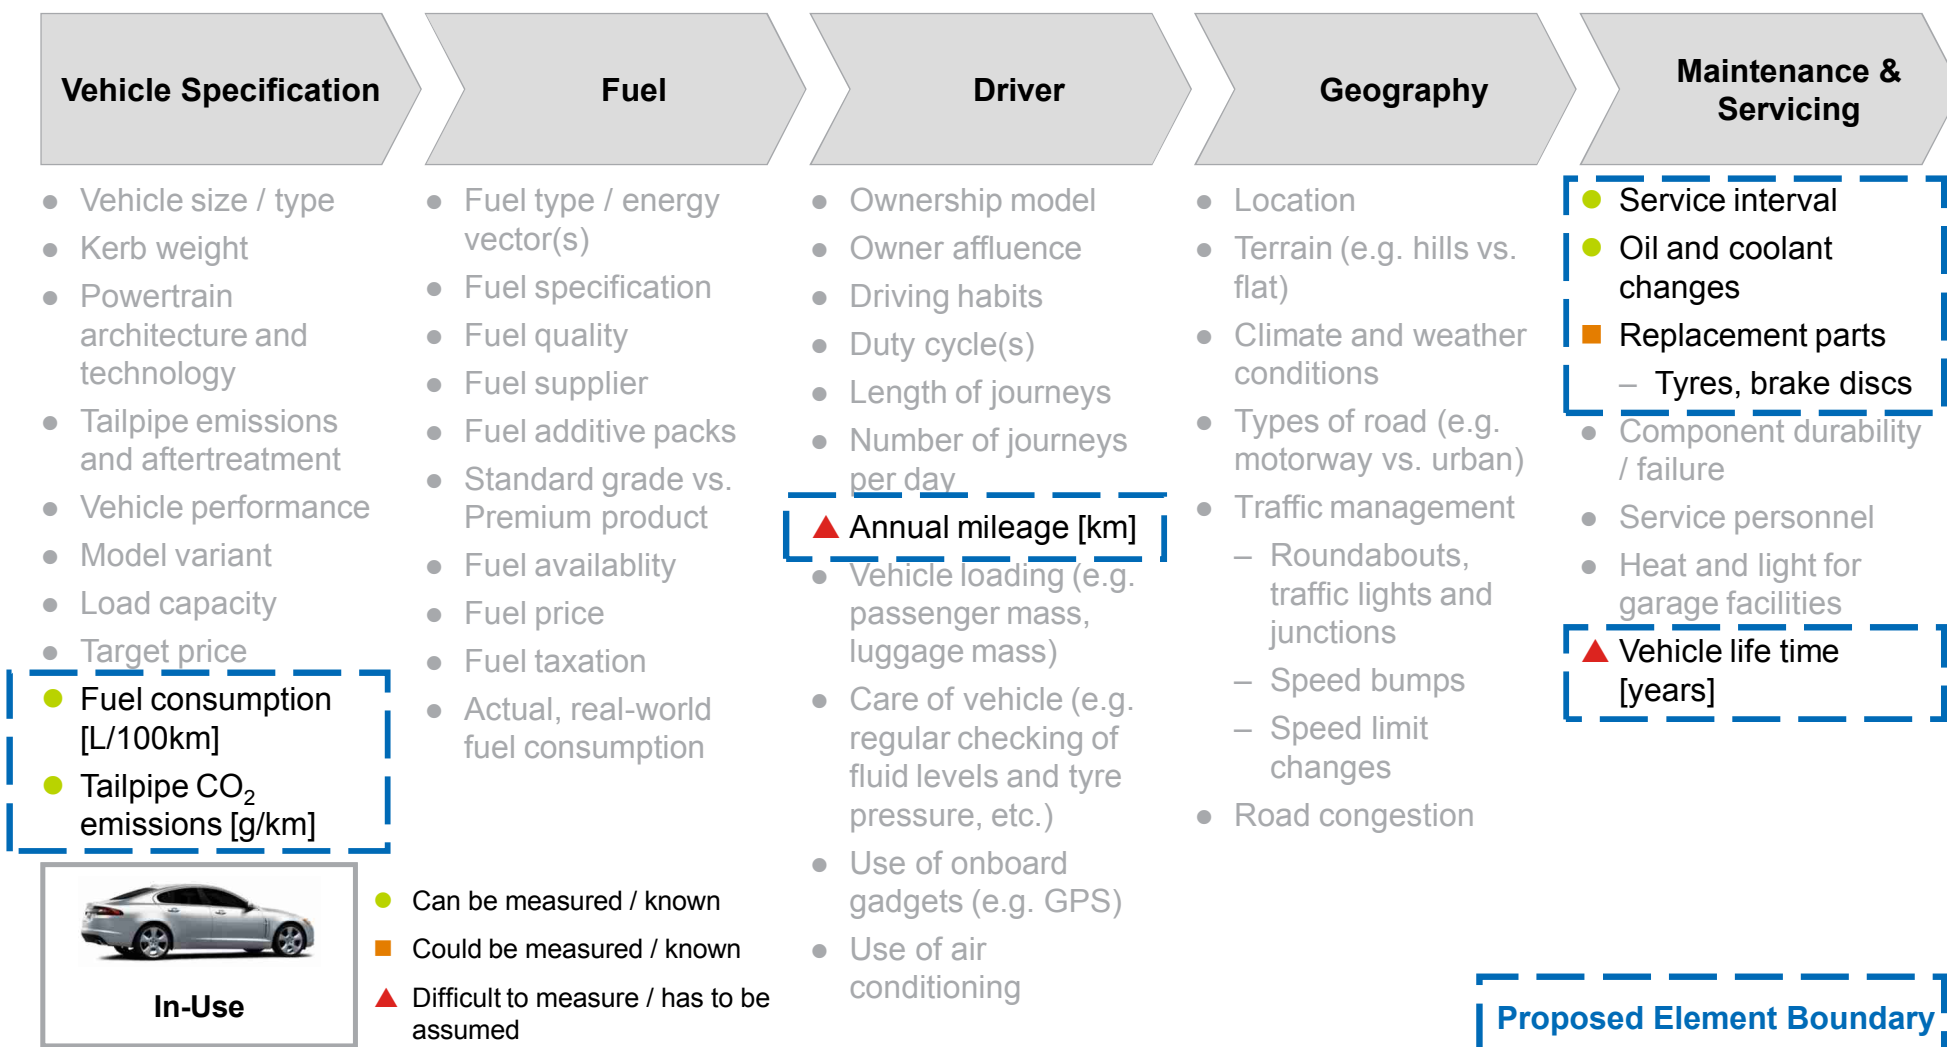 Vehicle Specification
Fuel
Driver
Geography
Maintenance &
Servicing
● Vehicle size / type
● Kerb weight
● Powertrain
architecture and
technology
● Tailpipe emissions
and aftertreatment
● Vehicle performance
● Model variant
● Load capacity
● Target price
● Fuel consumption
[L/100km]
● Tailpipe CO₂
emissions [g/km]
● Fuel type / energy
vector(s)
● Fuel specification
● Fuel quality
● Fuel supplier
● Fuel additive packs
● Standard grade vs.
Premium product
● Fuel availablity
● Fuel price
● Fuel taxation
● Actual, real-world
fuel consumption
● Ownership model
● Owner affluence
● Driving habits
● Duty cycle(s)
● Length of journeys
● Number of journeys
per day
▲ Annual mileage [km]
● Vehicle loading (e.g.
passenger mass,
luggage mass)
● Care of vehicle (e.g.
regular checking of
fluid levels and tyre
pressure, etc.)
● Use of onboard
gadgets (e.g. GPS)
● Use of air
conditioning
● Location
● Terrain (e.g. hills vs.
flat)
● Climate and weather
conditions
● Types of road (e.g.
motorway vs. urban)
● Traffic management
– Roundabouts,
traffic lights and
junctions
– Speed bumps
– Speed limit
changes
● Road congestion
● Service interval
● Oil and coolant
changes
■ Replacement parts
– Tyres, brake discs
● Component durability
/ failure
● Service personnel
● Heat and light for
garage facilities
▲ Vehicle life time
[years]
In-Use
● Can be measured / known
■ Could be measured / known
▲ Difficult to measure / has to be
assumed
Proposed Element Boundary